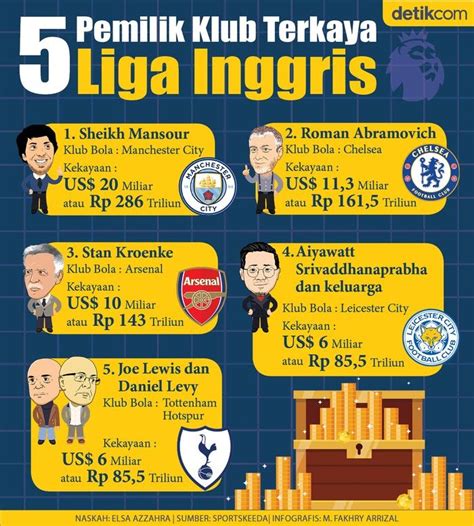 detikcom
5 Pemilik Klub Terkaya
Liga Inggris
1. Sheikh Mansour
Klub Bola : Manchester City
Kekayaan :
US$ 20 Miliar
atau Rp 286 Triliun
MANCHESTER
CITY
2. Roman Abramovich
Klub Bola : Chelsea
Kekayaan :
US$ 11,3 Miliar
atau Rp 161,5 Triliun
CHELSEA
FOOTBALL CLUB
3. Stan Kroenke
Klub Bola : Arsenal
Kekayaan :
US$ 10 Miliar
atau Rp 143 Triliun
Arsenal
4. Aiyawatt
Srivaddhanaprabha
dan keluarga
Klub Bola : Leicester City
Kekayaan :
US$ 6 Miliar
atau Rp 85,5 Triliun
LEICESTER CITY
FOOTBALL CLUB
5. Joe Lewis dan
Daniel Levy
Klub Bola : Tottenham
Hotspur
Kekayaan :
US$ 6 Miliar
atau Rp 85,5 Triliun
NASKAH: ELSA AZZAHRA | SUMBER: SPORTSKEEDA| INFOGRAFIS: M. FAKHRY ARRIZAL